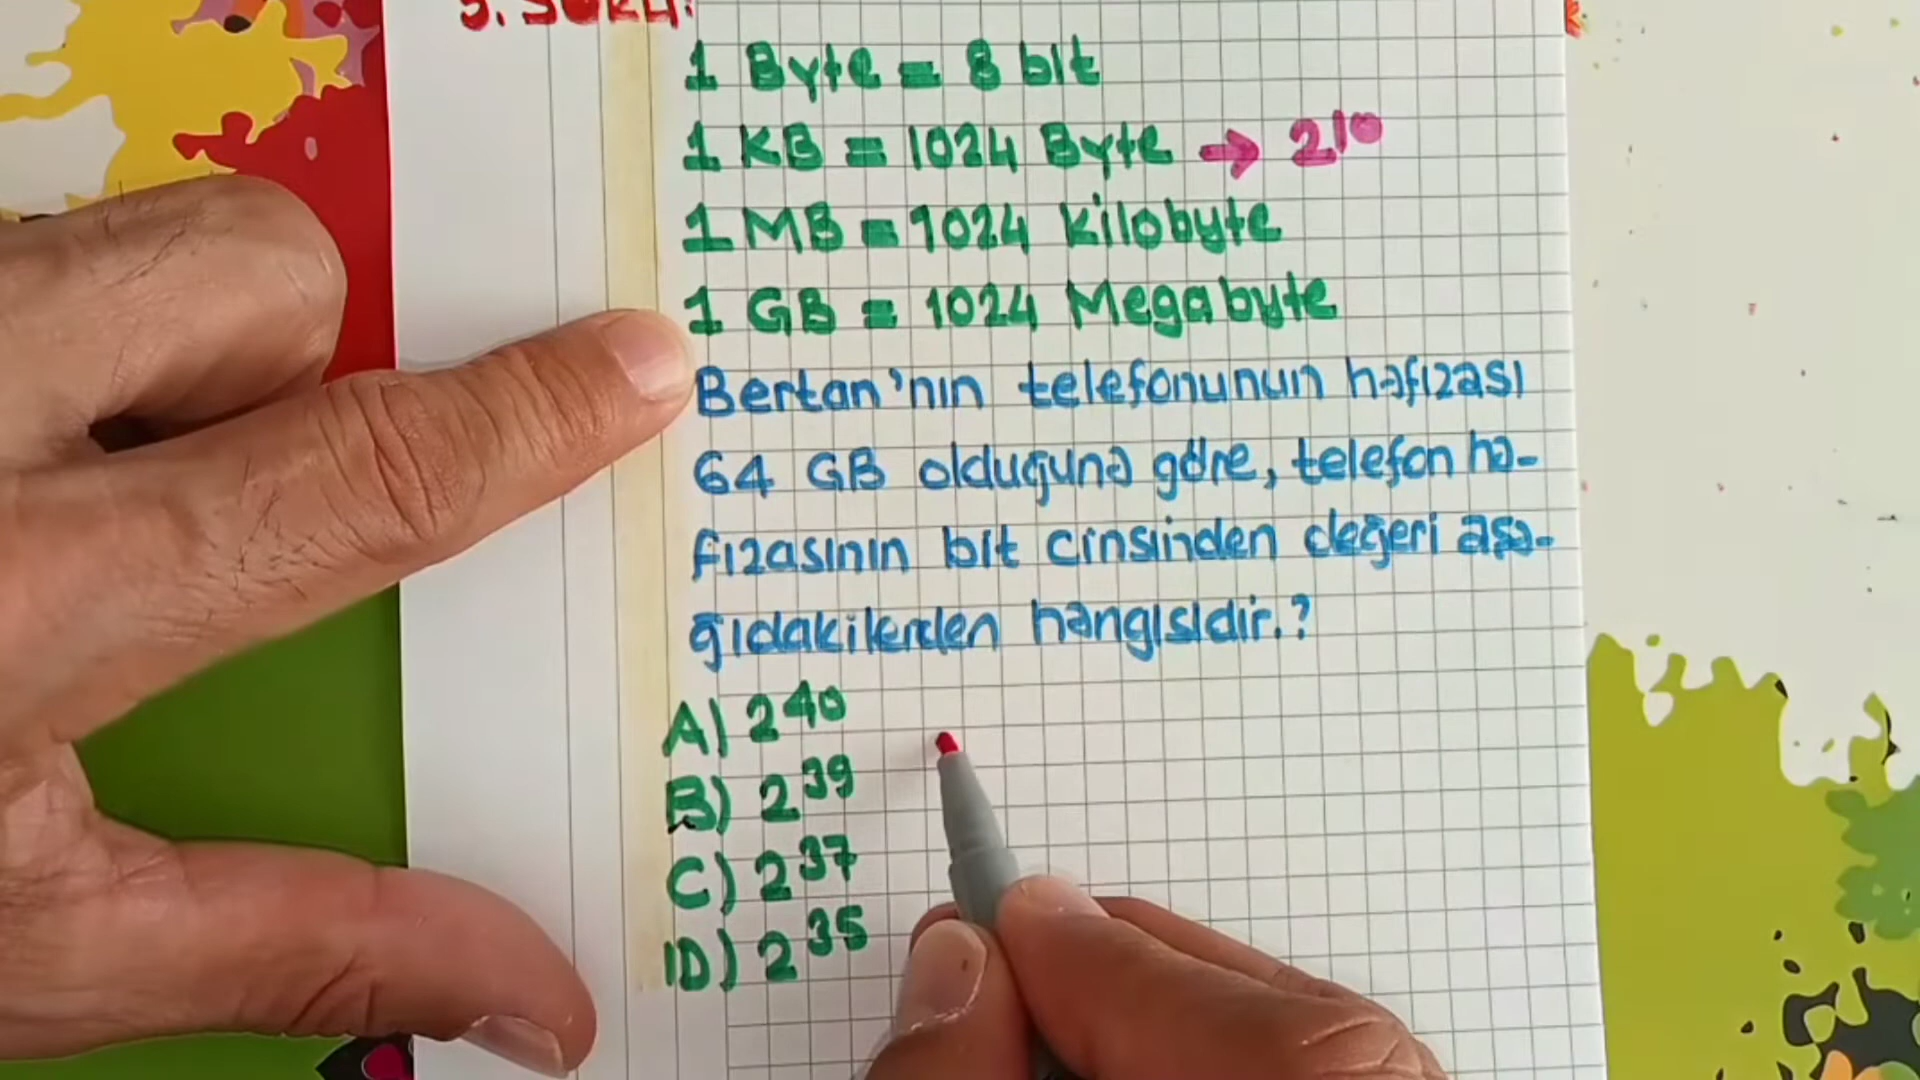 5. SORU:
1 Byte = 8 bit
1 KB = 1024 Byte → 2¹⁰
1 MB = 1024 kilobyte
1 GB = 1024 Megabyte
Bertan'nın telefonunun hafızası
64 GB olduğuna göre, telefon ha-
fızasının bit cinsinden değeri aşa-
ğıdakilerden hangisidir.?
A) 2⁴⁰
B) 2³⁹
C) 2³⁷
D) 2³⁵